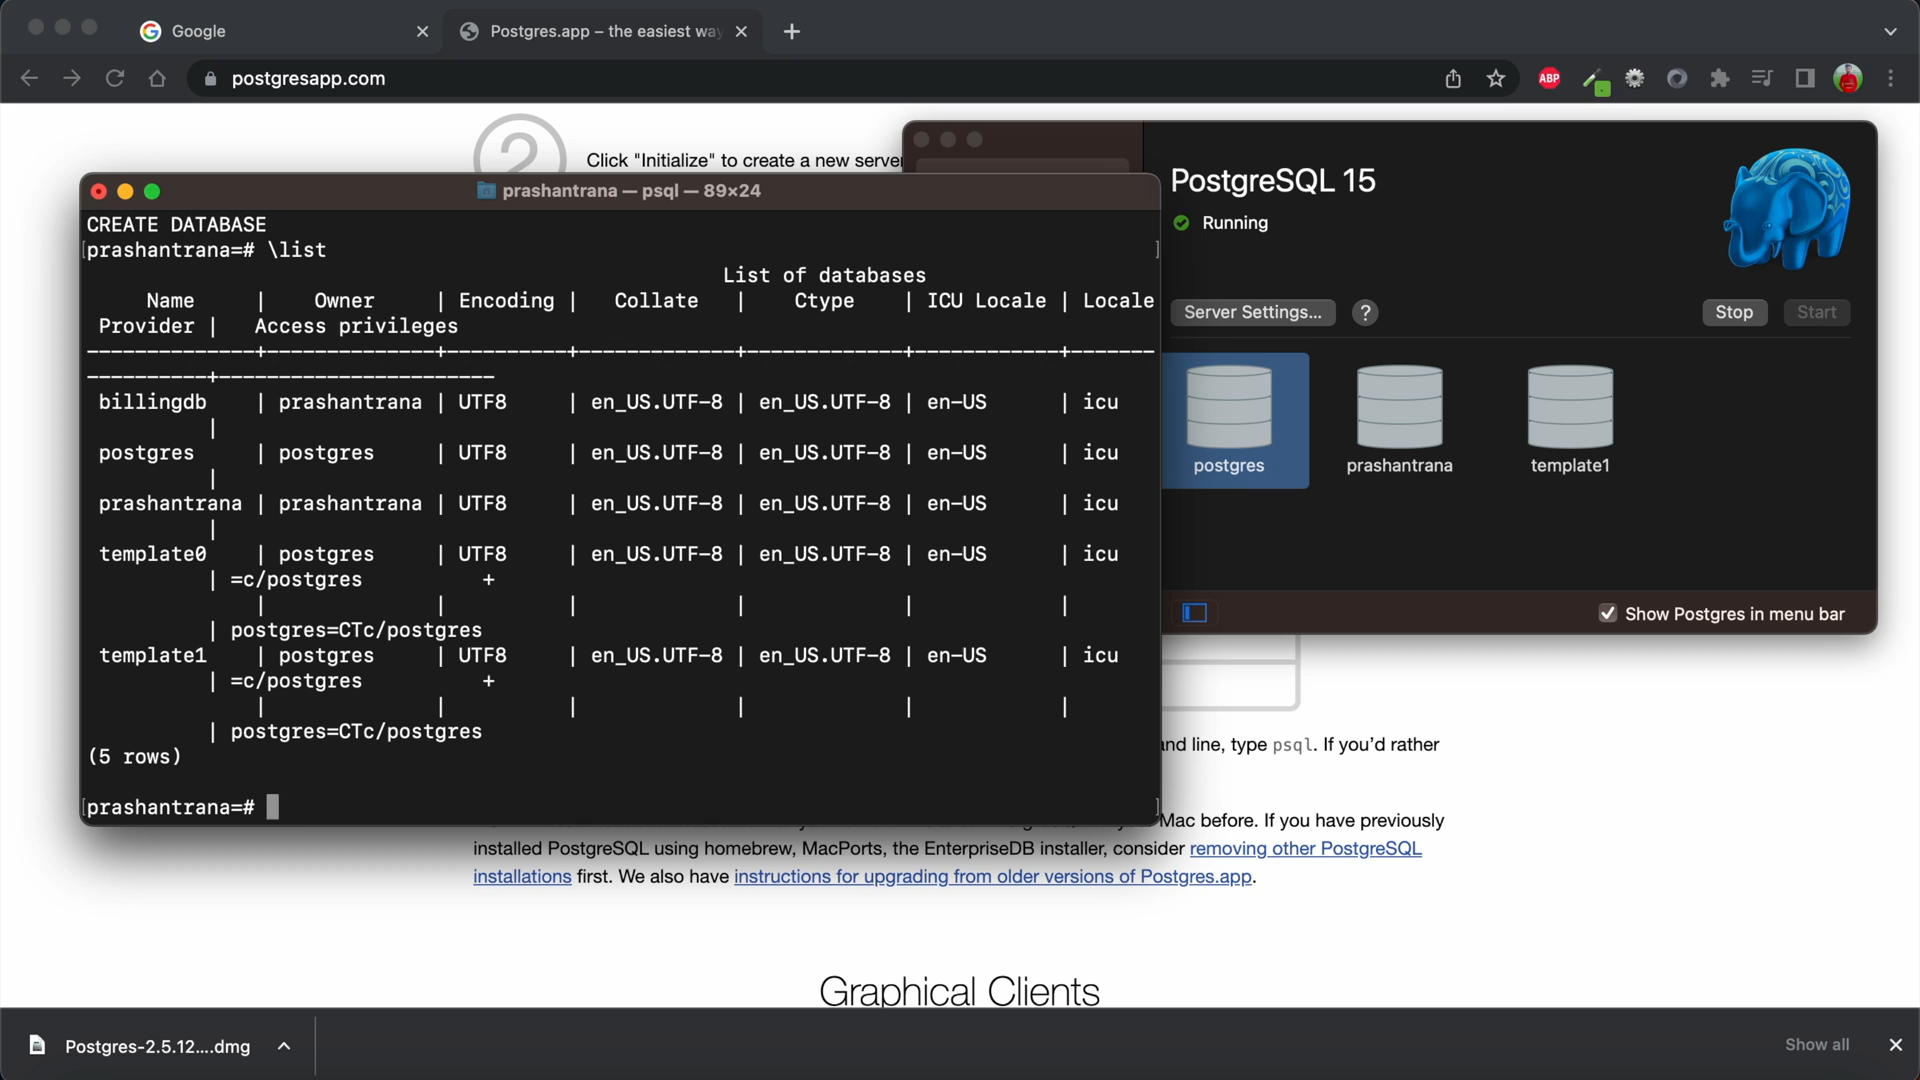 Google
Postgres.app – the easiest way
postgresapp.com
ABP
2
Click "Initialize" to create a new server
prashantrana — psql — 89×24
CREATE DATABASE
[prashantrana=# \list ]
List of databases
Name | Owner | Encoding | Collate | Ctype | ICU Locale | Locale
Provider | Access privileges
--------------+---------------+----------+-------------+-------------+------------+-------
----------+-----------------------
billingdb | prashantrana | UTF8 | en_US.UTF-8 | en_US.UTF-8 | en-US | icu
|
postgres | postgres | UTF8 | en_US.UTF-8 | en_US.UTF-8 | en-US | icu
|
prashantrana | prashantrana | UTF8 | en_US.UTF-8 | en_US.UTF-8 | en-US | icu
|
template0 | postgres | UTF8 | en_US.UTF-8 | en_US.UTF-8 | en-US | icu
| =c/postgres +
| | | | | |
| postgres=CTc/postgres
template1 | postgres | UTF8 | en_US.UTF-8 | en_US.UTF-8 | en-US | icu
| =c/postgres +
| | | | | |
| postgres=CTc/postgres
(5 rows)
[prashantrana=# ]
PostgreSQL 15
Running
Server Settings...
?
Stop
Start
postgres
prashantrana
template1
Show Postgres in menu bar
and line, type psql. If you'd rather
Mac before. If you have previously
installed PostgreSQL using homebrew, MacPorts, the EnterpriseDB installer, consider removing other PostgreSQL
installations first. We also have instructions for upgrading from older versions of Postgres.app.
Graphical Clients
Postgres-2.5.12....dmg
Show all